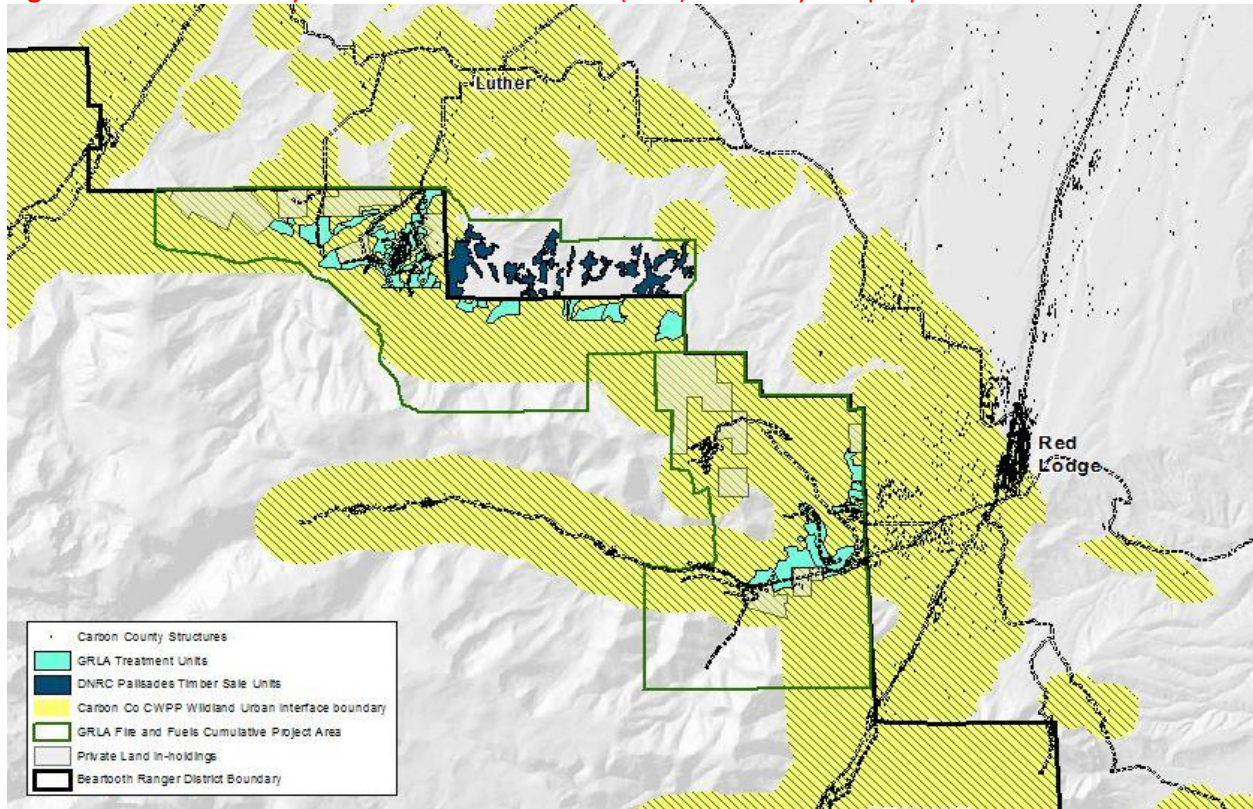 Luther
Red
Lodge
Carbon County Structures
GRLA Treatment Units
DNRC Palisades Timber Sale Units
Carbon Co CWPP Wildland Urban Interface boundary
GRLA Fire and Fuels Cumulative Project Area
Private Land In-holdings
Beartooth Ranger District Boundary